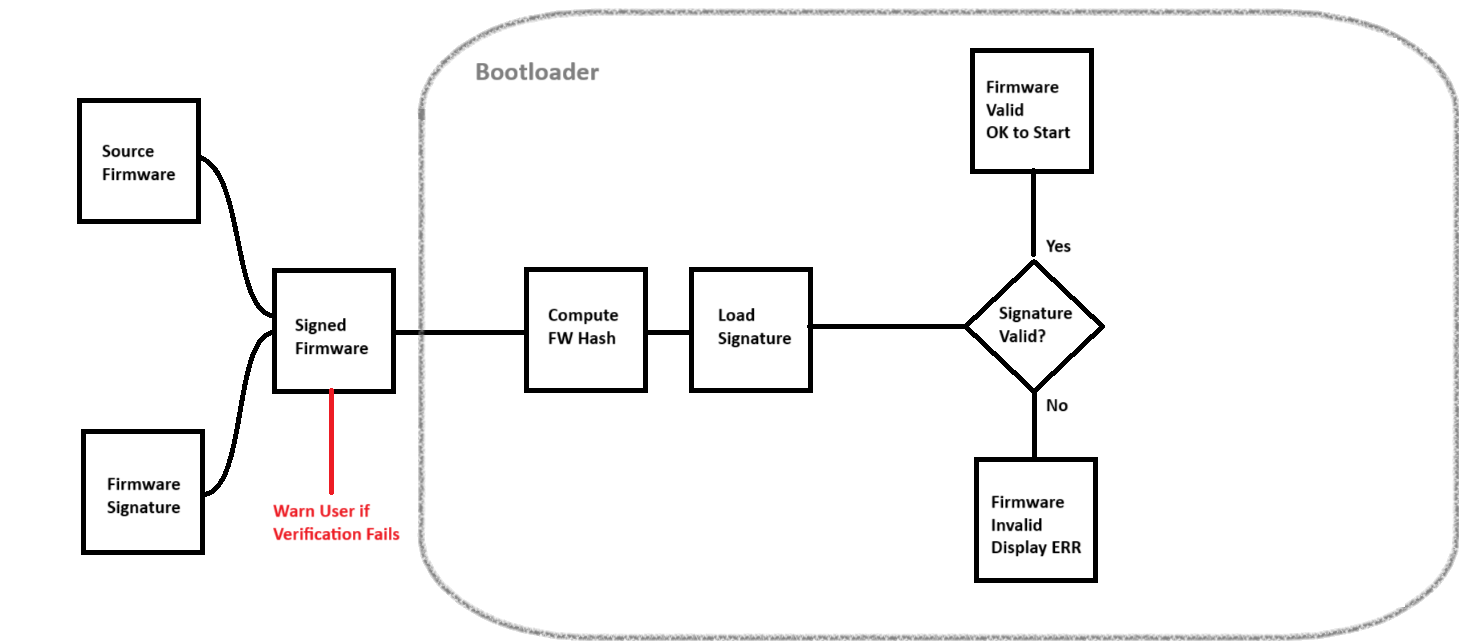 Bootloader
Firmware
Valid
OK to Start
Source
Firmware
Yes
Signed
Firmware
Compute
FW Hash
Load
Signature
Signature
Valid?
No
Firmware
Signature
Warn User if
Verification Fails
Firmware
Invalid
Display ERR